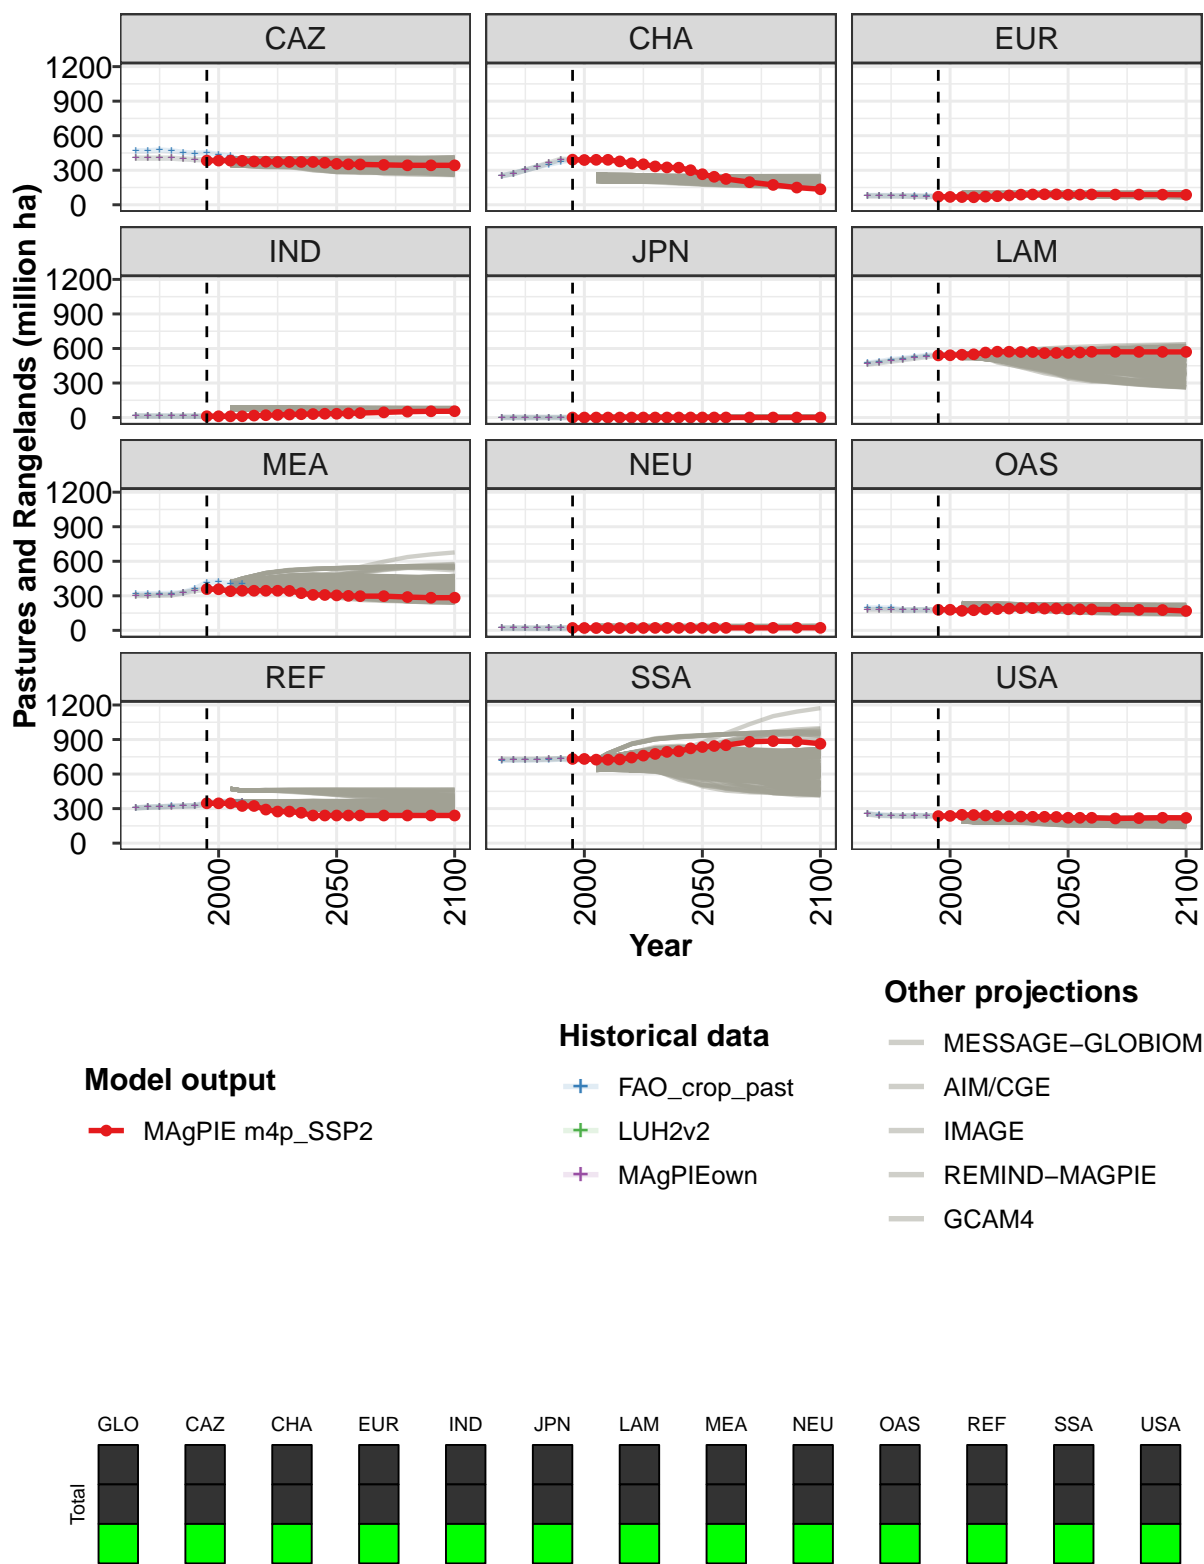 CAZ CHA EUR
1200
900
600
300
0
IND JPN LAM
1200
900
600
300
0
MEA NEU OAS
1200
900
600
300
0
REF SSA USA
1200
900
600
300
0
Pastures and Rangelands (million ha)
2000 2050 2100 2000 2050 2100 2000 2050 2100
Year
Model output
MAgPIE m4p_SSP2
Historical data
FAO_crop_past
LUH2v2
MAgPIEown
Other projections
MESSAGE−GLOBIOM
AIM/CGE
IMAGE
REMIND−MAGPIE
GCAM4
GLO CAZ CHA EUR IND JPN LAM MEA NEU OAS REF SSA USA
Total